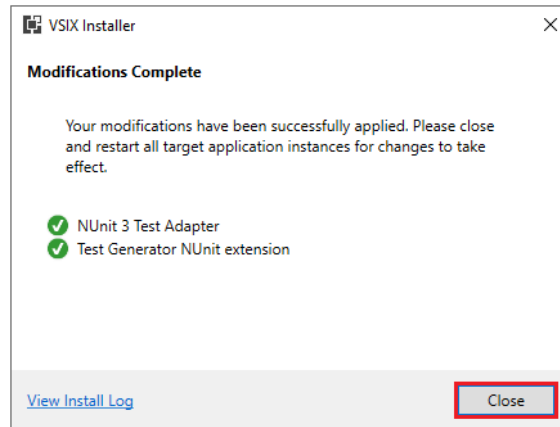 VSIX Installer
Modifications Complete
Your modifications have been successfully applied. Please close
and restart all target application instances for changes to take
effect.
NUnit 3 Test Adapter
Test Generator NUnit extension
View Install Log
Close